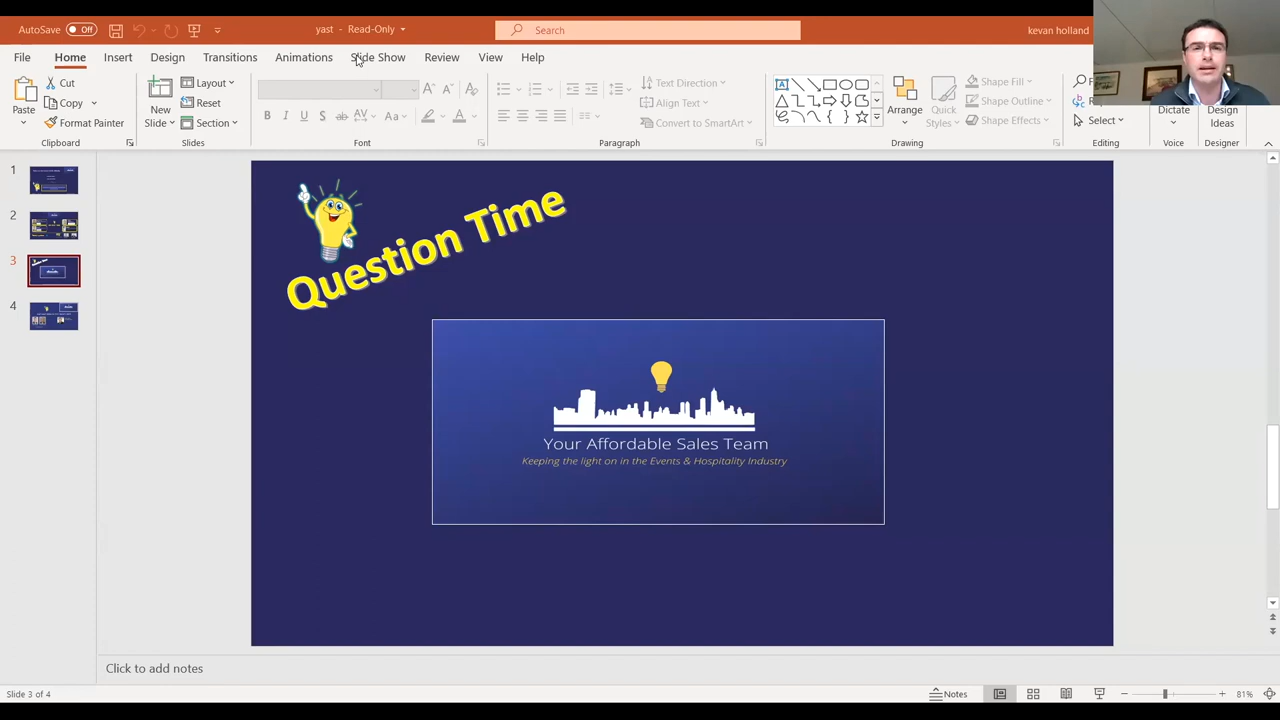 AutoSave Off yast - Read-Only Search kevan holland
File Home Insert Design Transitions Animations Slide Show Review View Help
Cut
Copy
Format Painter
Paste
Clipboard
New
Slide
Layout
Reset
Section
Slides
Font
Text Direction
Align Text
Convert to SmartArt
Paragraph
Arrange
Quick
Styles
Shape Fill
Shape Outline
Shape Effects
Drawing
Select
Editing
Dictate
Voice
Design
Ideas
Designer
1
2
3
4
Question Time
Your Affordable Sales Team
Keeping the light on in the Events & Hospitality Industry
Click to add notes
Slide 3 of 4 Notes 81%